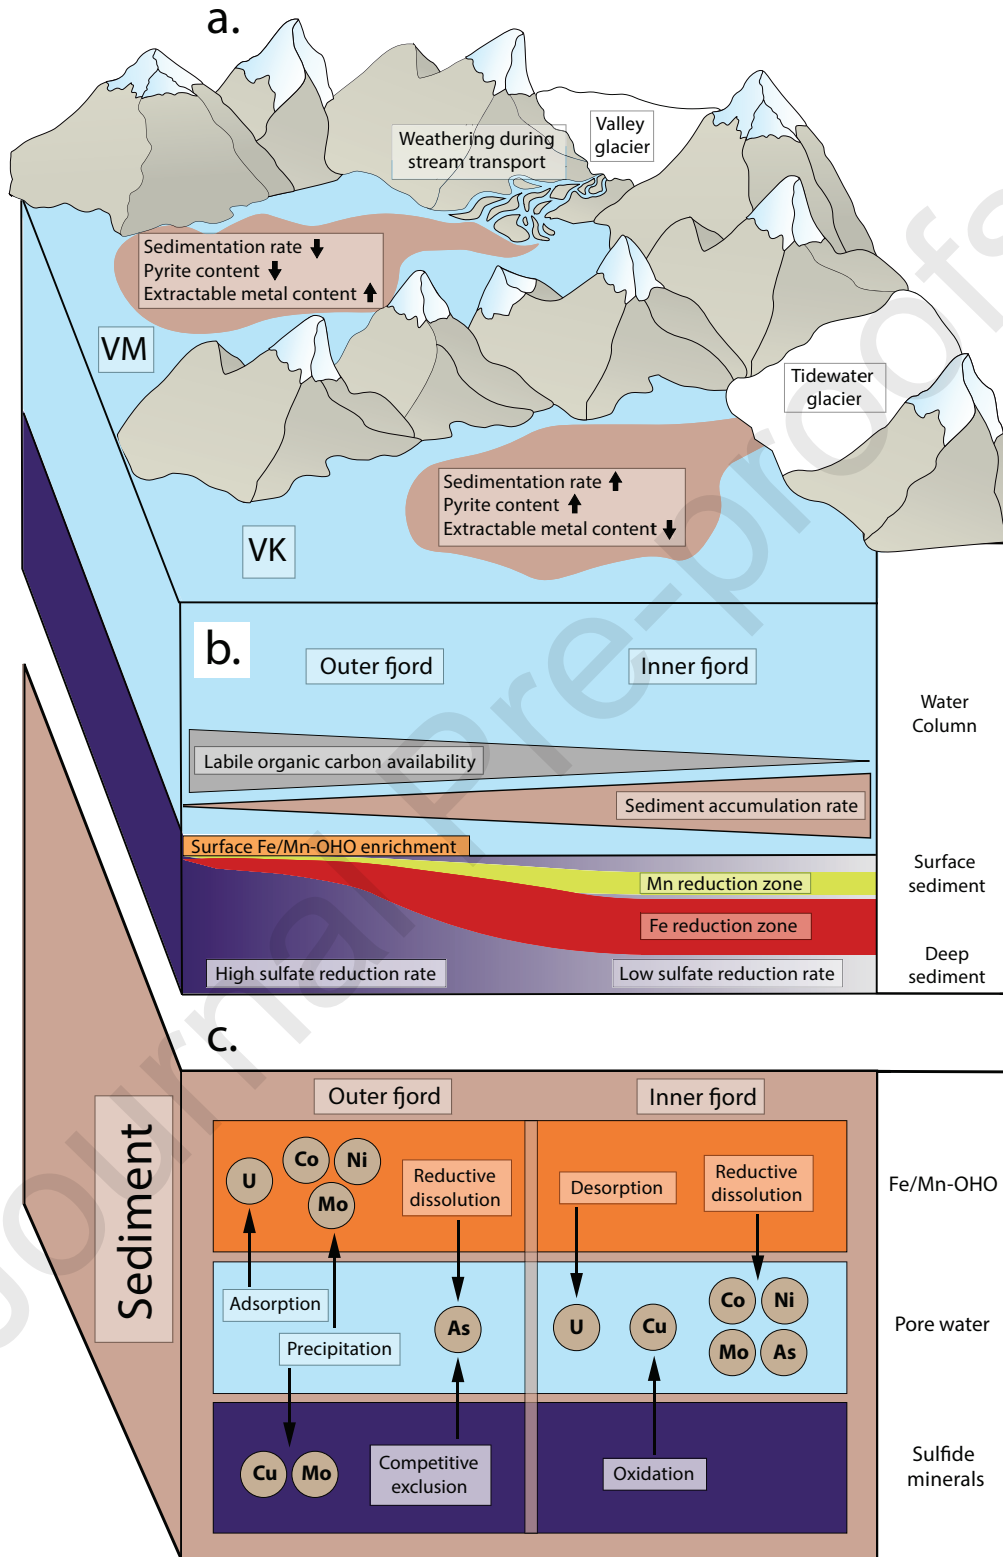 a.
Weathering during
stream transport
Valley
glacier
Sedimentation rate
Pyrite content
Extractable metal content
VM
Tidewater
glacier
Sedimentation rate
Pyrite content
Extractable metal content
VK
b.
Outer fjord
Inner fjord
Water
Column
Labile organic carbon availability
Sediment accumulation rate
Surface Fe/Mn-OHO enrichment
Surface
sediment
Mn reduction zone
Fe reduction zone
Deep
sediment
High sulfate reduction rate
Low sulfate reduction rate
c.
Sediment
Outer fjord
Inner fjord
U
Co
Ni
Mo
Reductive
dissolution
Desorption
Reductive
dissolution
Fe/Mn-OHO
Adsorption
Precipitation
As
U
Cu
Co
Ni
Mo
As
Pore water
Cu
Mo
Competitive
exclusion
Oxidation
Sulfide
minerals
Journal Pre-proofs